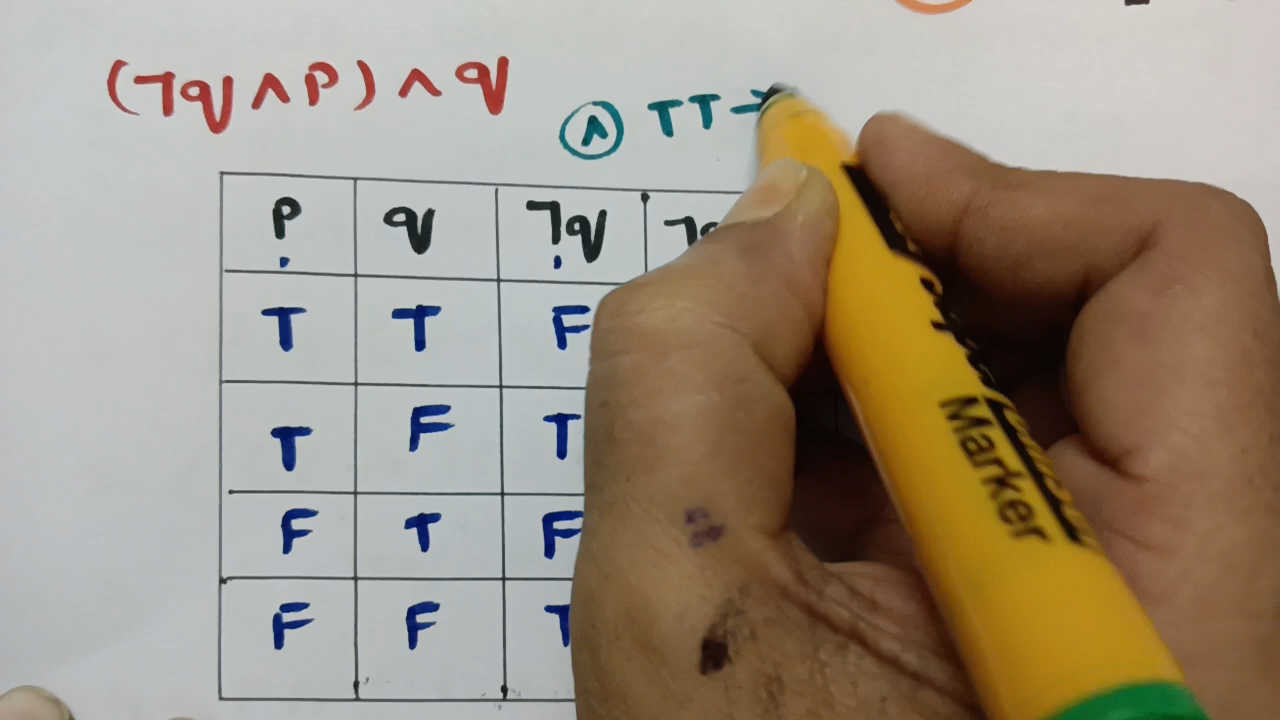 (¬q∧P)∧q
∧ TT→
P q ¬q
T T F
T F T
F T F
F F T
Marker